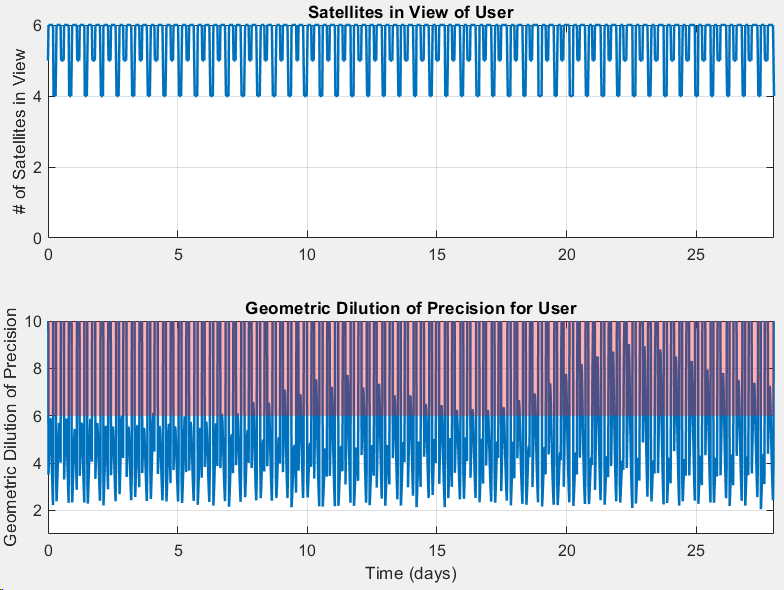 Satellites in View of User
# of Satellites in View
6
4
2
0
0 5 10 15 20 25
Geometric Dilution of Precision for User
Geometric Dilution of Precision
10
8
6
4
2
0 5 10 15 20 25
Time (days)